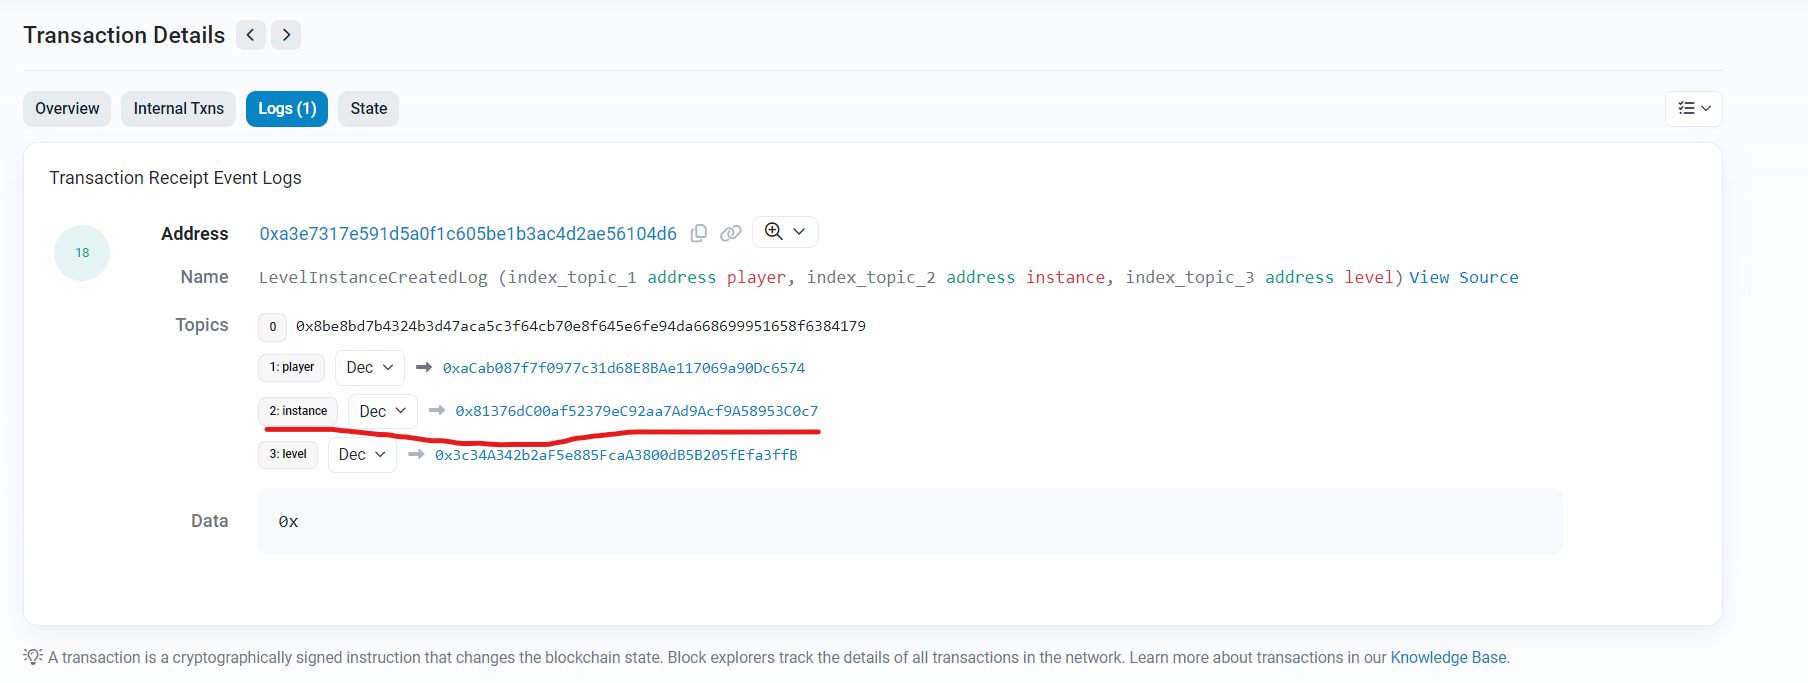 Transaction Details
Overview Internal Txns Logs (1) State
Transaction Receipt Event Logs
18
Address 0xa3e7317e591d5a0f1c605be1b3ac4d2ae56104d6
Name LevelInstanceCreatedLog (index_topic_1 address player, index_topic_2 address instance, index_topic_3 address level) View Source
Topics 0 0x8be8bd7b4324b3d47aca5c3f64cb70e8f645e6fe94da668699951658f6384179
1: player Dec 0xaCab087f7f0977c31d68E8BAe117069a90Dc6574
2: instance Dec 0x81376dC00af52379eC92aa7Ad9Acf9A58953C0c7
3: level Dec 0x3c34A342b2aF5e885FcaA3800dB5B205fEfa3ffB
Data 0x
A transaction is a cryptographically signed instruction that changes the blockchain state. Block explorers track the details of all transactions in the network. Learn more about transactions in our Knowledge Base.